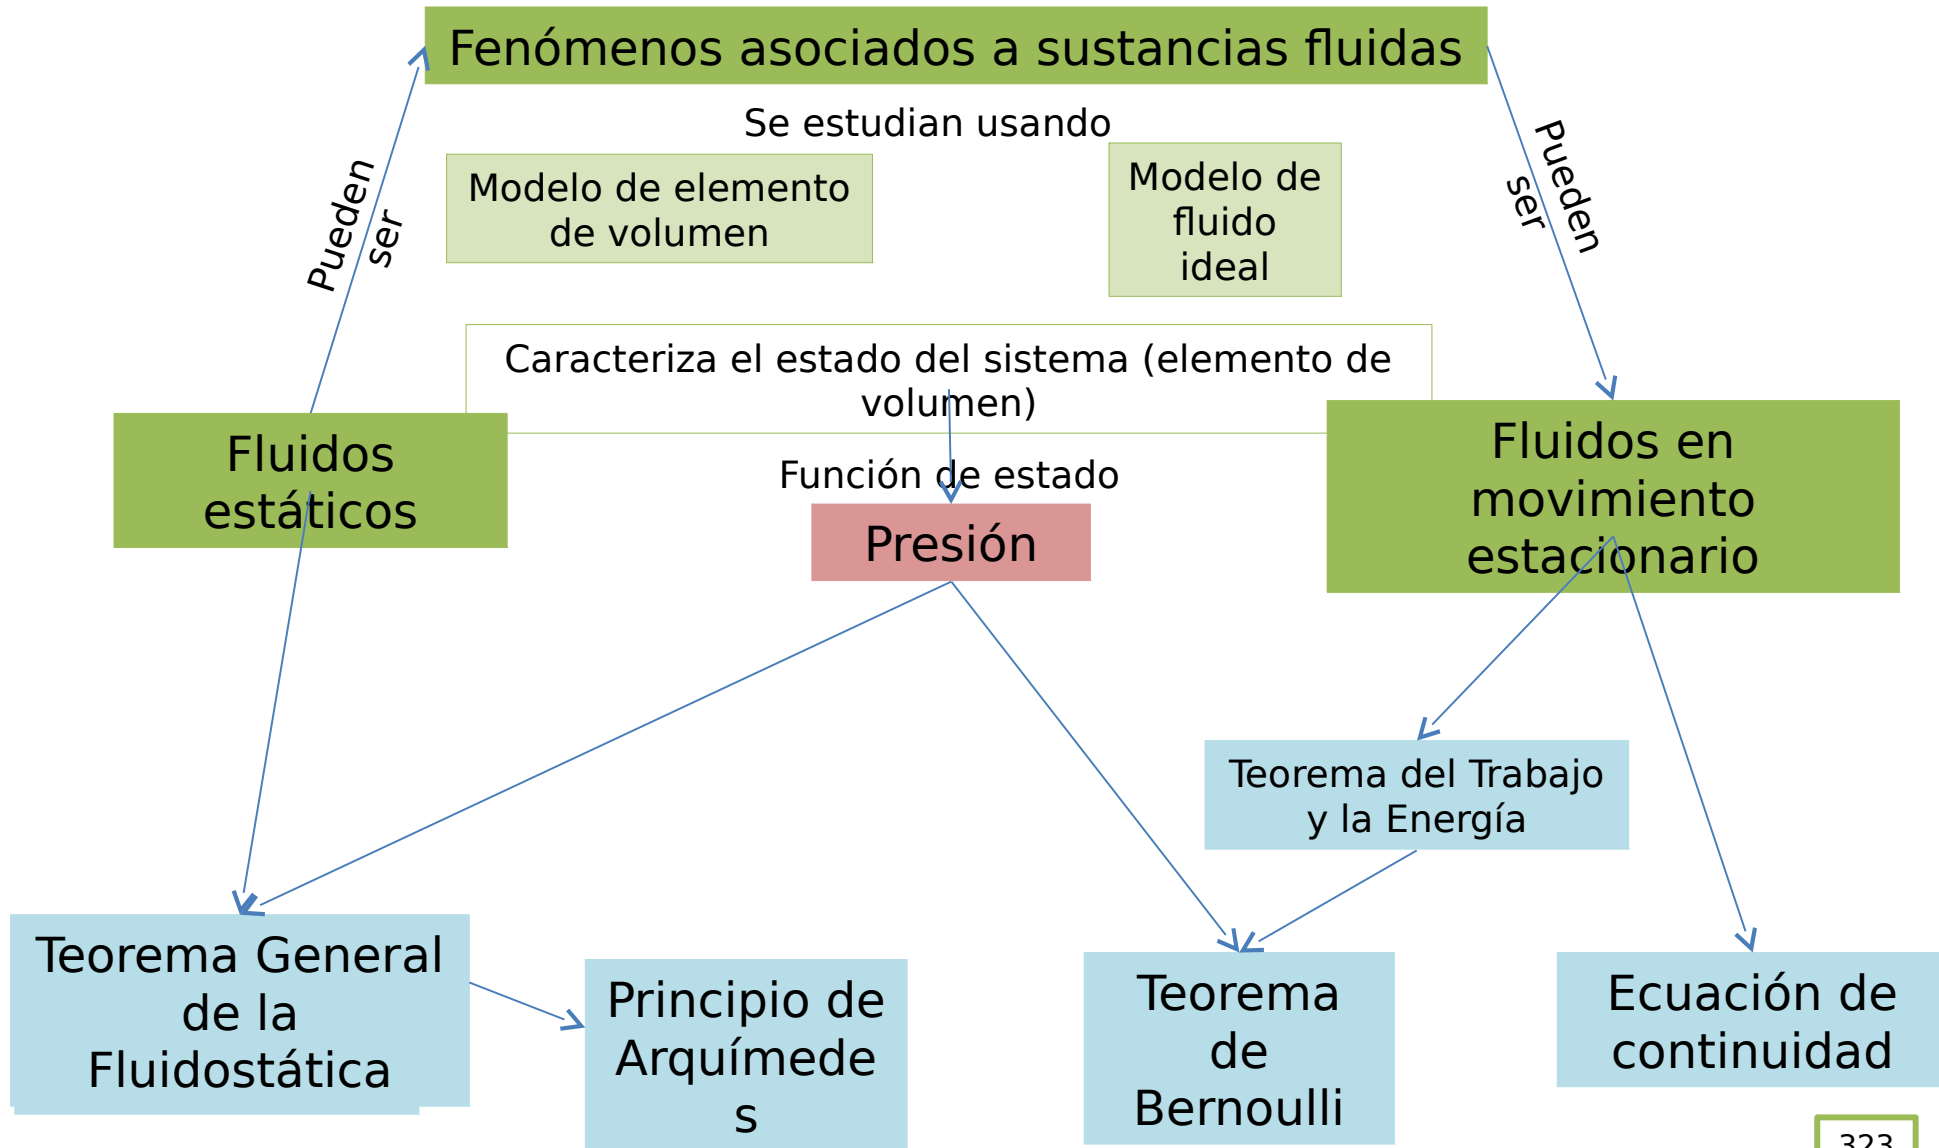 Fenómenos asociados a sustancias fluidas
Se estudian usando
Pueden
ser
Modelo de elemento
de volumen
Modelo de
fluido
ideal
Pueden
ser
Caracteriza el estado del sistema (elemento de
volumen)
Fluidos
estáticos
Función de estado
Presión
Fluidos en
movimiento
estacionario
Teorema del Trabajo
y la Energía
Teorema General
de la
Fluidostática
Principio de
Arquímede
s
Teorema
de
Bernoulli
Ecuación de
continuidad
323